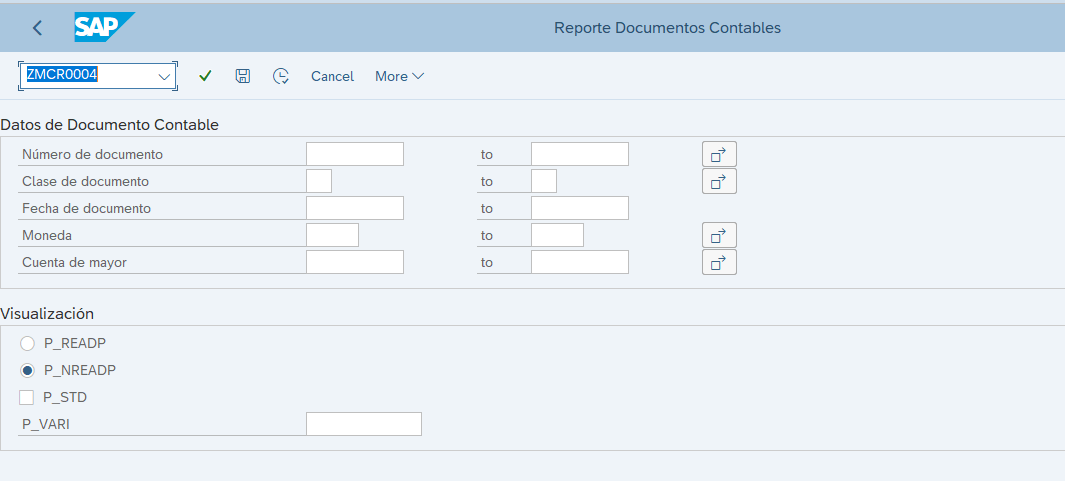 SAP Reporte Documentos Contables
ZMCR0004 Cancel More
Datos de Documento Contable
Número de documento to
Clase de documento to
Fecha de documento to
Moneda to
Cuenta de mayor to
Visualización
P_READP
P_NREADP
P_STD
P_VARI